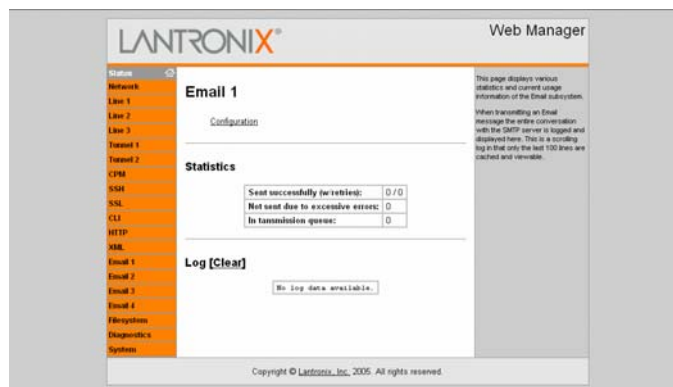 LANTRONIX®
Web Manager
Status
Network
Line 1
Line 2
Line 3
Tunnel 1
Tunnel 2
CPM
SSH
SSL
CLI
HTTP
XML
Email 1
Email 2
Email 3
Email 4
Filesystem
Diagnostics
System
Email 1
Configuration
Statistics
Sent successfully (w/retries): 0 / 0
Not sent due to excessive errors: 0
In tansmission queue: 0
Log [Clear]
No log data available.
This page displays various
statistics and current usage
information of the Email subsystem.
When transmitting an Email
message the entire conversation
with the SMTP server is logged and
displayed here. This is a scrolling
log in that only the last 100 lines are
cached and viewable.
Copyright © Lantronix, Inc. 2005. All rights reserved.